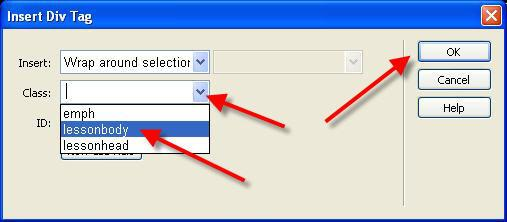 Insert Div Tag
Insert: Wrap around selection
OK
Class:
Cancel
emph
Help
ID: lessonbody
lessonhead